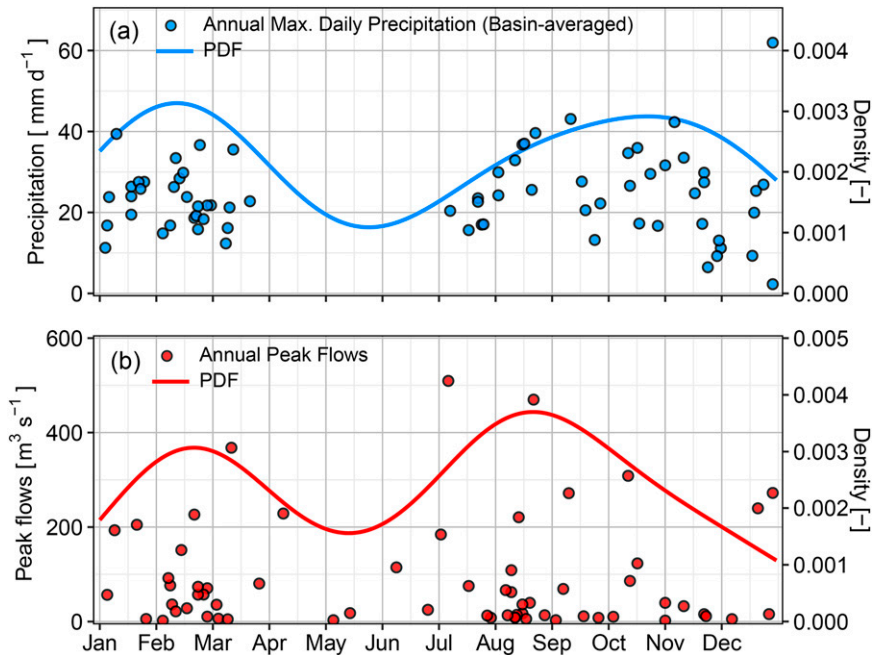 (a)
Annual Max. Daily Precipitation (Basin-averaged)
PDF
Precipitation [ mm d⁻¹ ]
60
40
20
0
Density [−]
0.004
0.003
0.002
0.001
0.000
(b)
Annual Peak Flows
PDF
Peak flows [ m³ s⁻¹ ]
600
400
200
0
Density [−]
0.005
0.004
0.003
0.002
0.001
0.000
Jan Feb Mar Apr May Jun Jul Aug Sep Oct Nov Dec